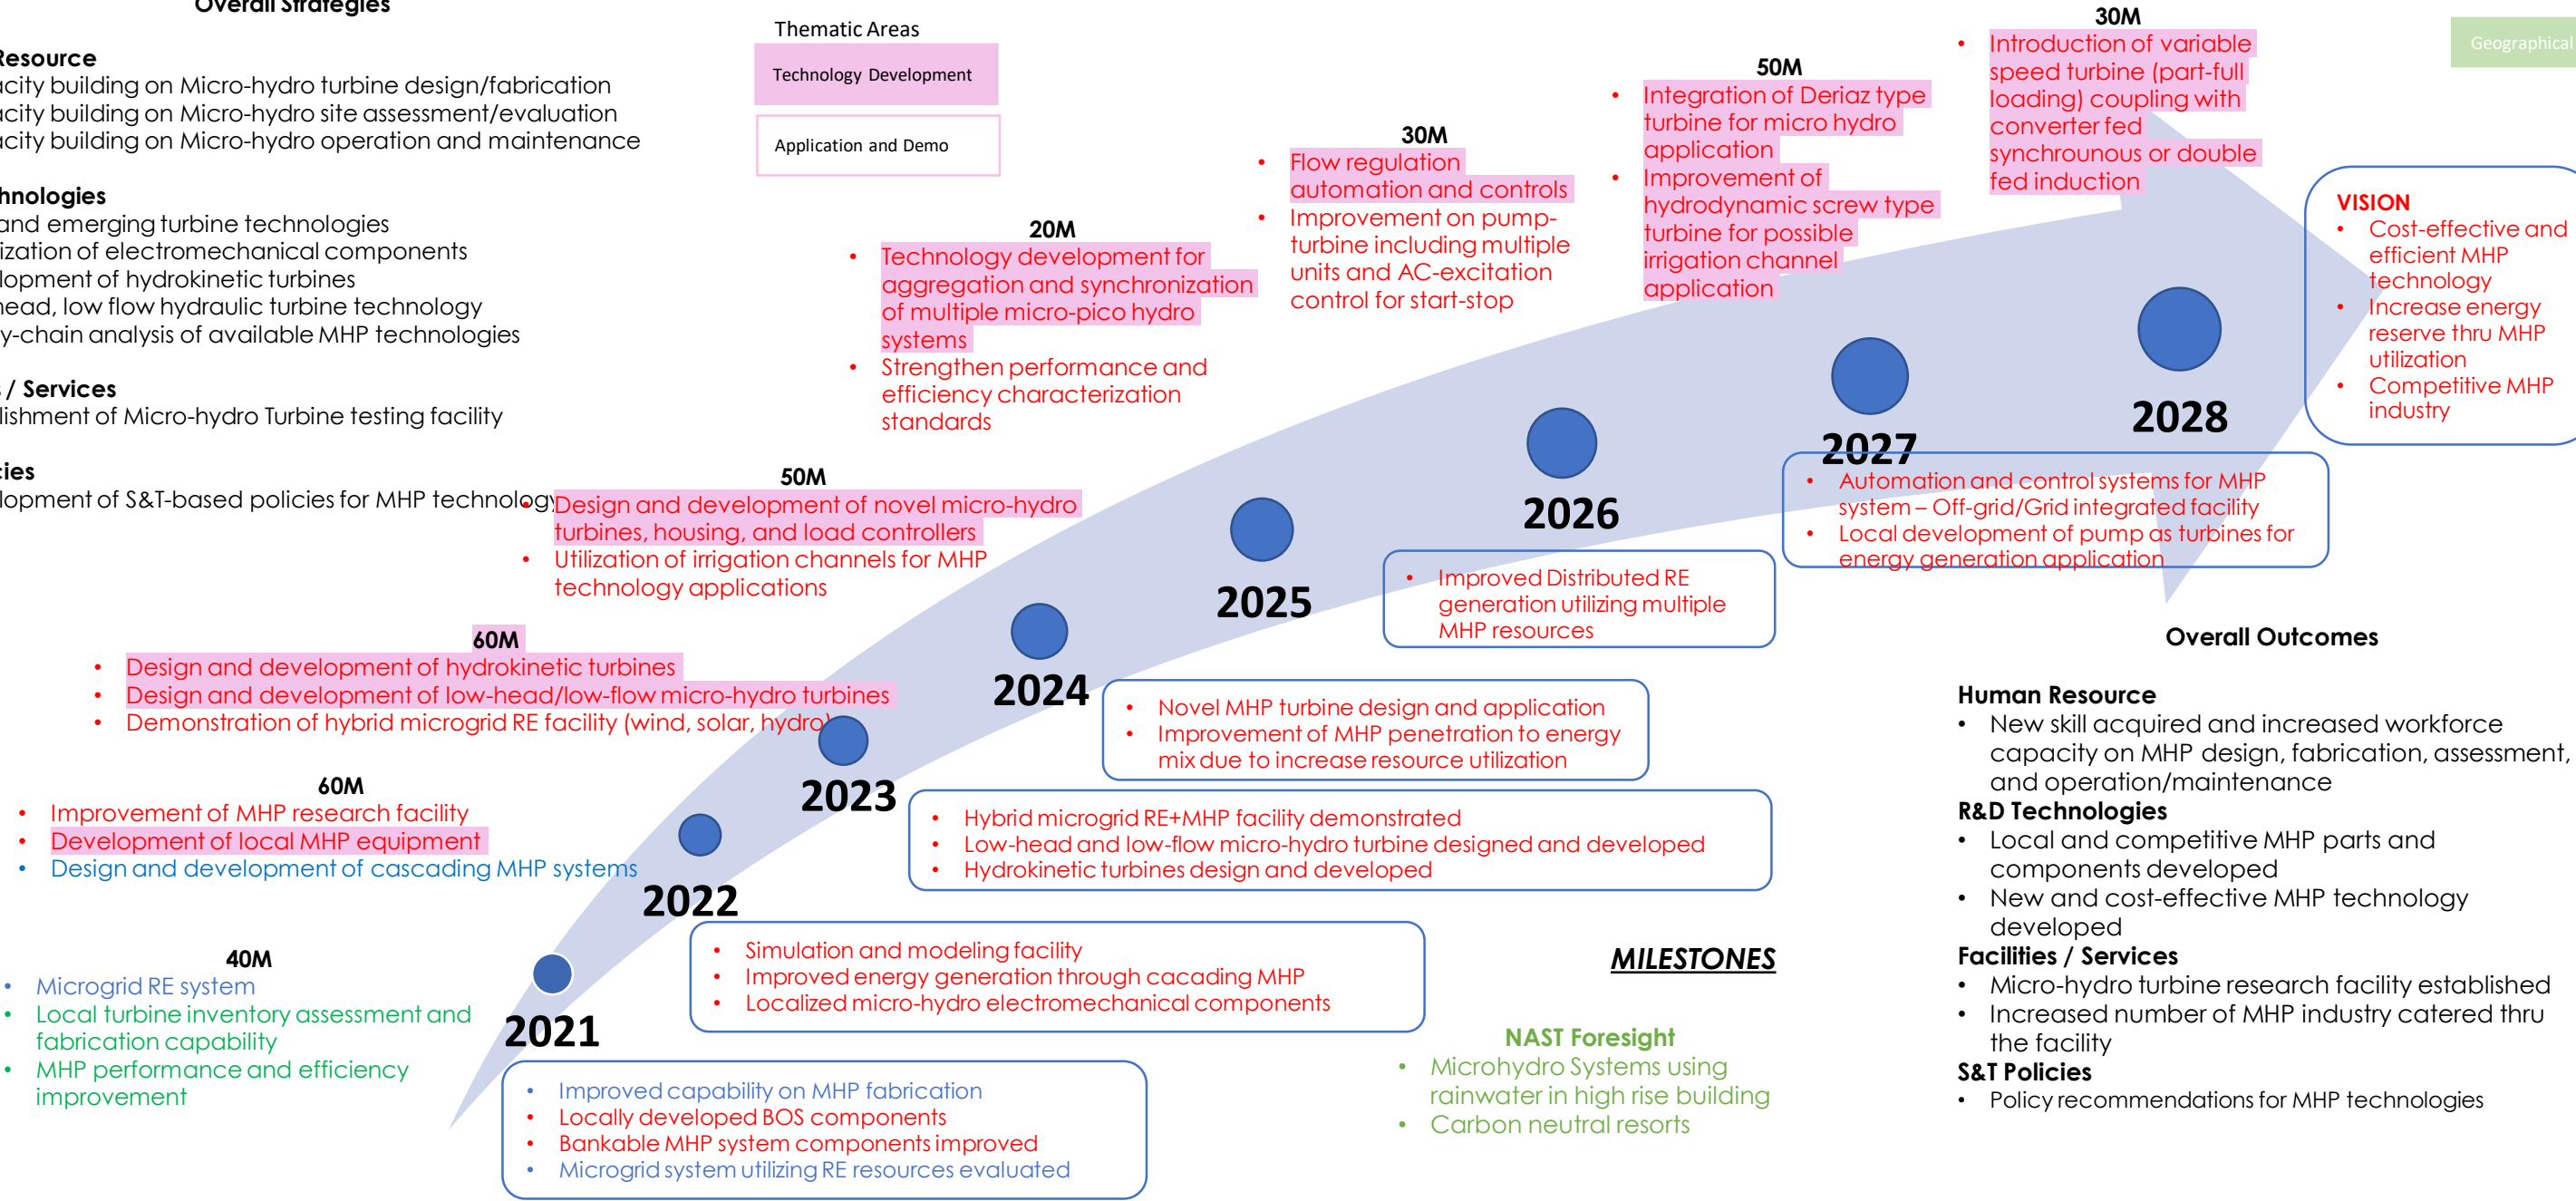 Overall Strategies
Resource
acity building on Micro-hydro turbine design/fabrication
acity building on Micro-hydro site assessment/evaluation
acity building on Micro-hydro operation and maintenance
hnologies
and emerging turbine technologies
ization of electromechanical components
lopment of hydrokinetic turbines
head, low flow hydraulic turbine technology
y-chain analysis of available MHP technologies
s / Services
lishment of Micro-hydro Turbine testing facility
cies
lopment of S&T-based policies for MHP technology
Thematic Areas
Technology Development
Application and Demo
Geographical
40M
• Microgrid RE system
• Local turbine inventory assessment and
fabrication capability
• MHP performance and efficiency
improvement
60M
• Improvement of MHP research facility
• Development of local MHP equipment
• Design and development of cascading MHP systems
60M
• Design and development of hydrokinetic turbines
• Design and development of low-head/low-flow micro-hydro turbines
• Demonstration of hybrid microgrid RE facility (wind, solar, hydro)
50M
• Design and development of novel micro-hydro
turbines, housing, and load controllers
• Utilization of irrigation channels for MHP
technology applications
20M
• Technology development for
aggregation and synchronization
of multiple micro-pico hydro
systems
• Strengthen performance and
efficiency characterization
standards
30M
• Flow regulation
automation and controls
• Improvement on pump-
turbine including multiple
units and AC-excitation
control for start-stop
50M
• Integration of Deriaz type
turbine for micro hydro
application
• Improvement of
hydrodynamic screw type
turbine for possible
irrigation channel
application
30M
• Introduction of variable
speed turbine (part-full
loading) coupling with
converter fed
synchrounous or double
fed induction
VISION
• Cost-effective and
efficient MHP
technology
• Increase energy
reserve thru MHP
utilization
• Competitive MHP
industry
2021
2022
2023
2024
2025
2026
2027
2028
• Improved capability on MHP fabrication
• Locally developed BOS components
• Bankable MHP system components improved
• Microgrid system utilizing RE resources evaluated
• Simulation and modeling facility
• Improved energy generation through cacading MHP
• Localized micro-hydro electromechanical components
• Hybrid microgrid RE+MHP facility demonstrated
• Low-head and low-flow micro-hydro turbine designed and developed
• Hydrokinetic turbines design and developed
• Novel MHP turbine design and application
• Improvement of MHP penetration to energy
mix due to increase resource utilization
• Improved Distributed RE
generation utilizing multiple
MHP resources
• Automation and control systems for MHP
system – Off-grid/Grid integrated facility
• Local development of pump as turbines for
energy generation application
MILESTONES
NAST Foresight
• Microhydro Systems using
rainwater in high rise building
• Carbon neutral resorts
Overall Outcomes
Human Resource
• New skill acquired and increased workforce
capacity on MHP design, fabrication, assessment,
and operation/maintenance
R&D Technologies
• Local and competitive MHP parts and
components developed
• New and cost-effective MHP technology
developed
Facilities / Services
• Micro-hydro turbine research facility established
• Increased number of MHP industry catered thru
the facility
S&T Policies
• Policy recommendations for MHP technologies